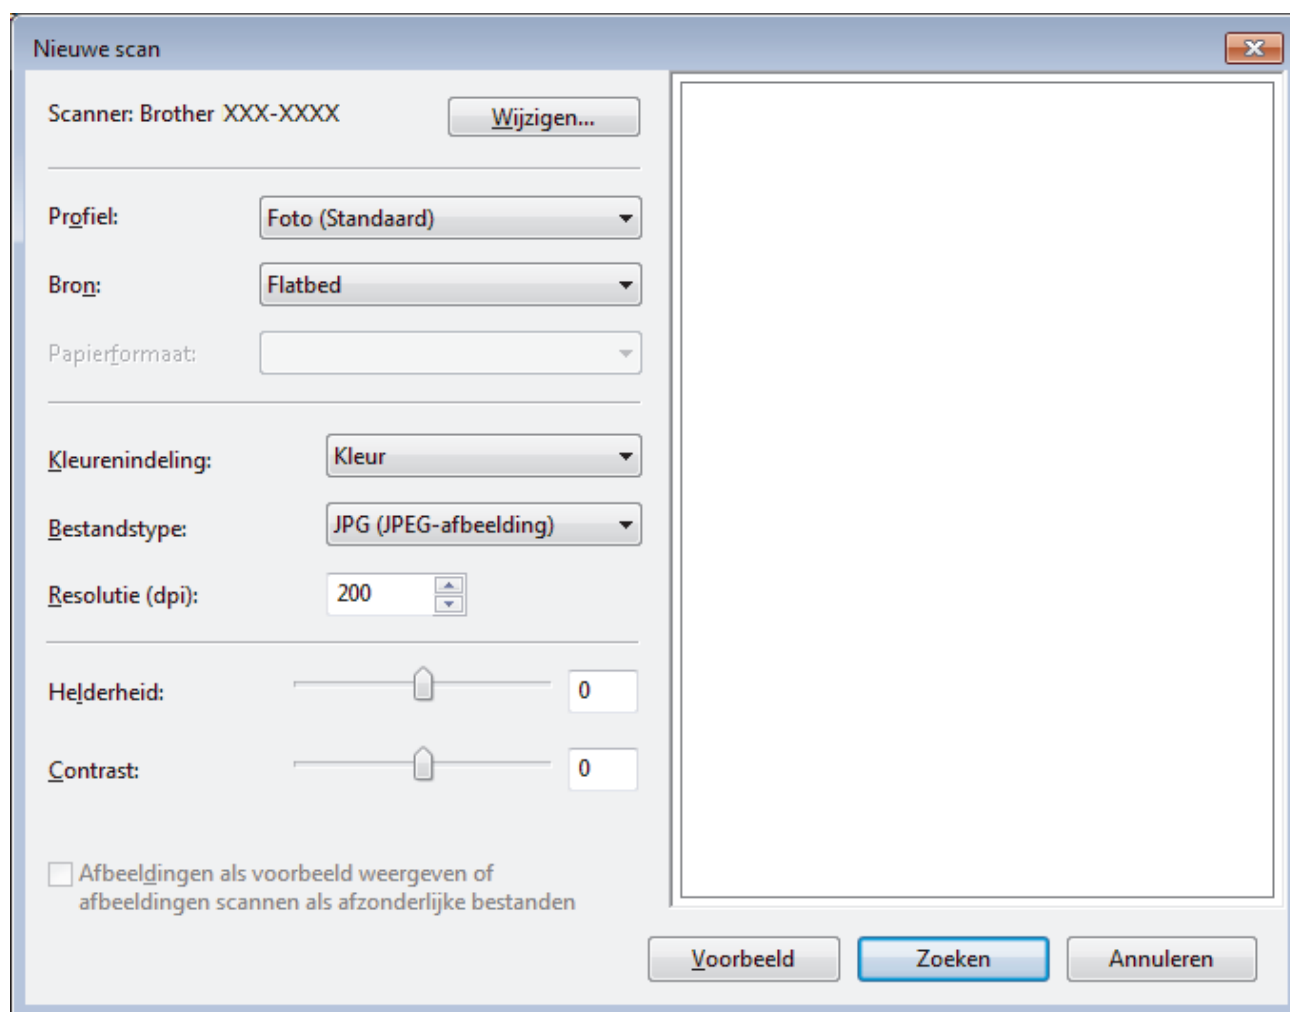 Nieuwe scan
Scanner: Brother XXX-XXXX
Wijzigen...
Profiel:
Foto (Standaard)
Bron:
Flatbed
Papierformaat:
Kleurenindeling:
Kleur
Bestandstype:
JPG (JPEG-afbeelding)
Resolutie (dpi):
200
Helderheid:
0
Contrast:
0
Afbeeldingen als voorbeeld weergeven of
afbeeldingen scannen als afzonderlijke bestanden
Voorbeeld
Zoeken
Annuleren